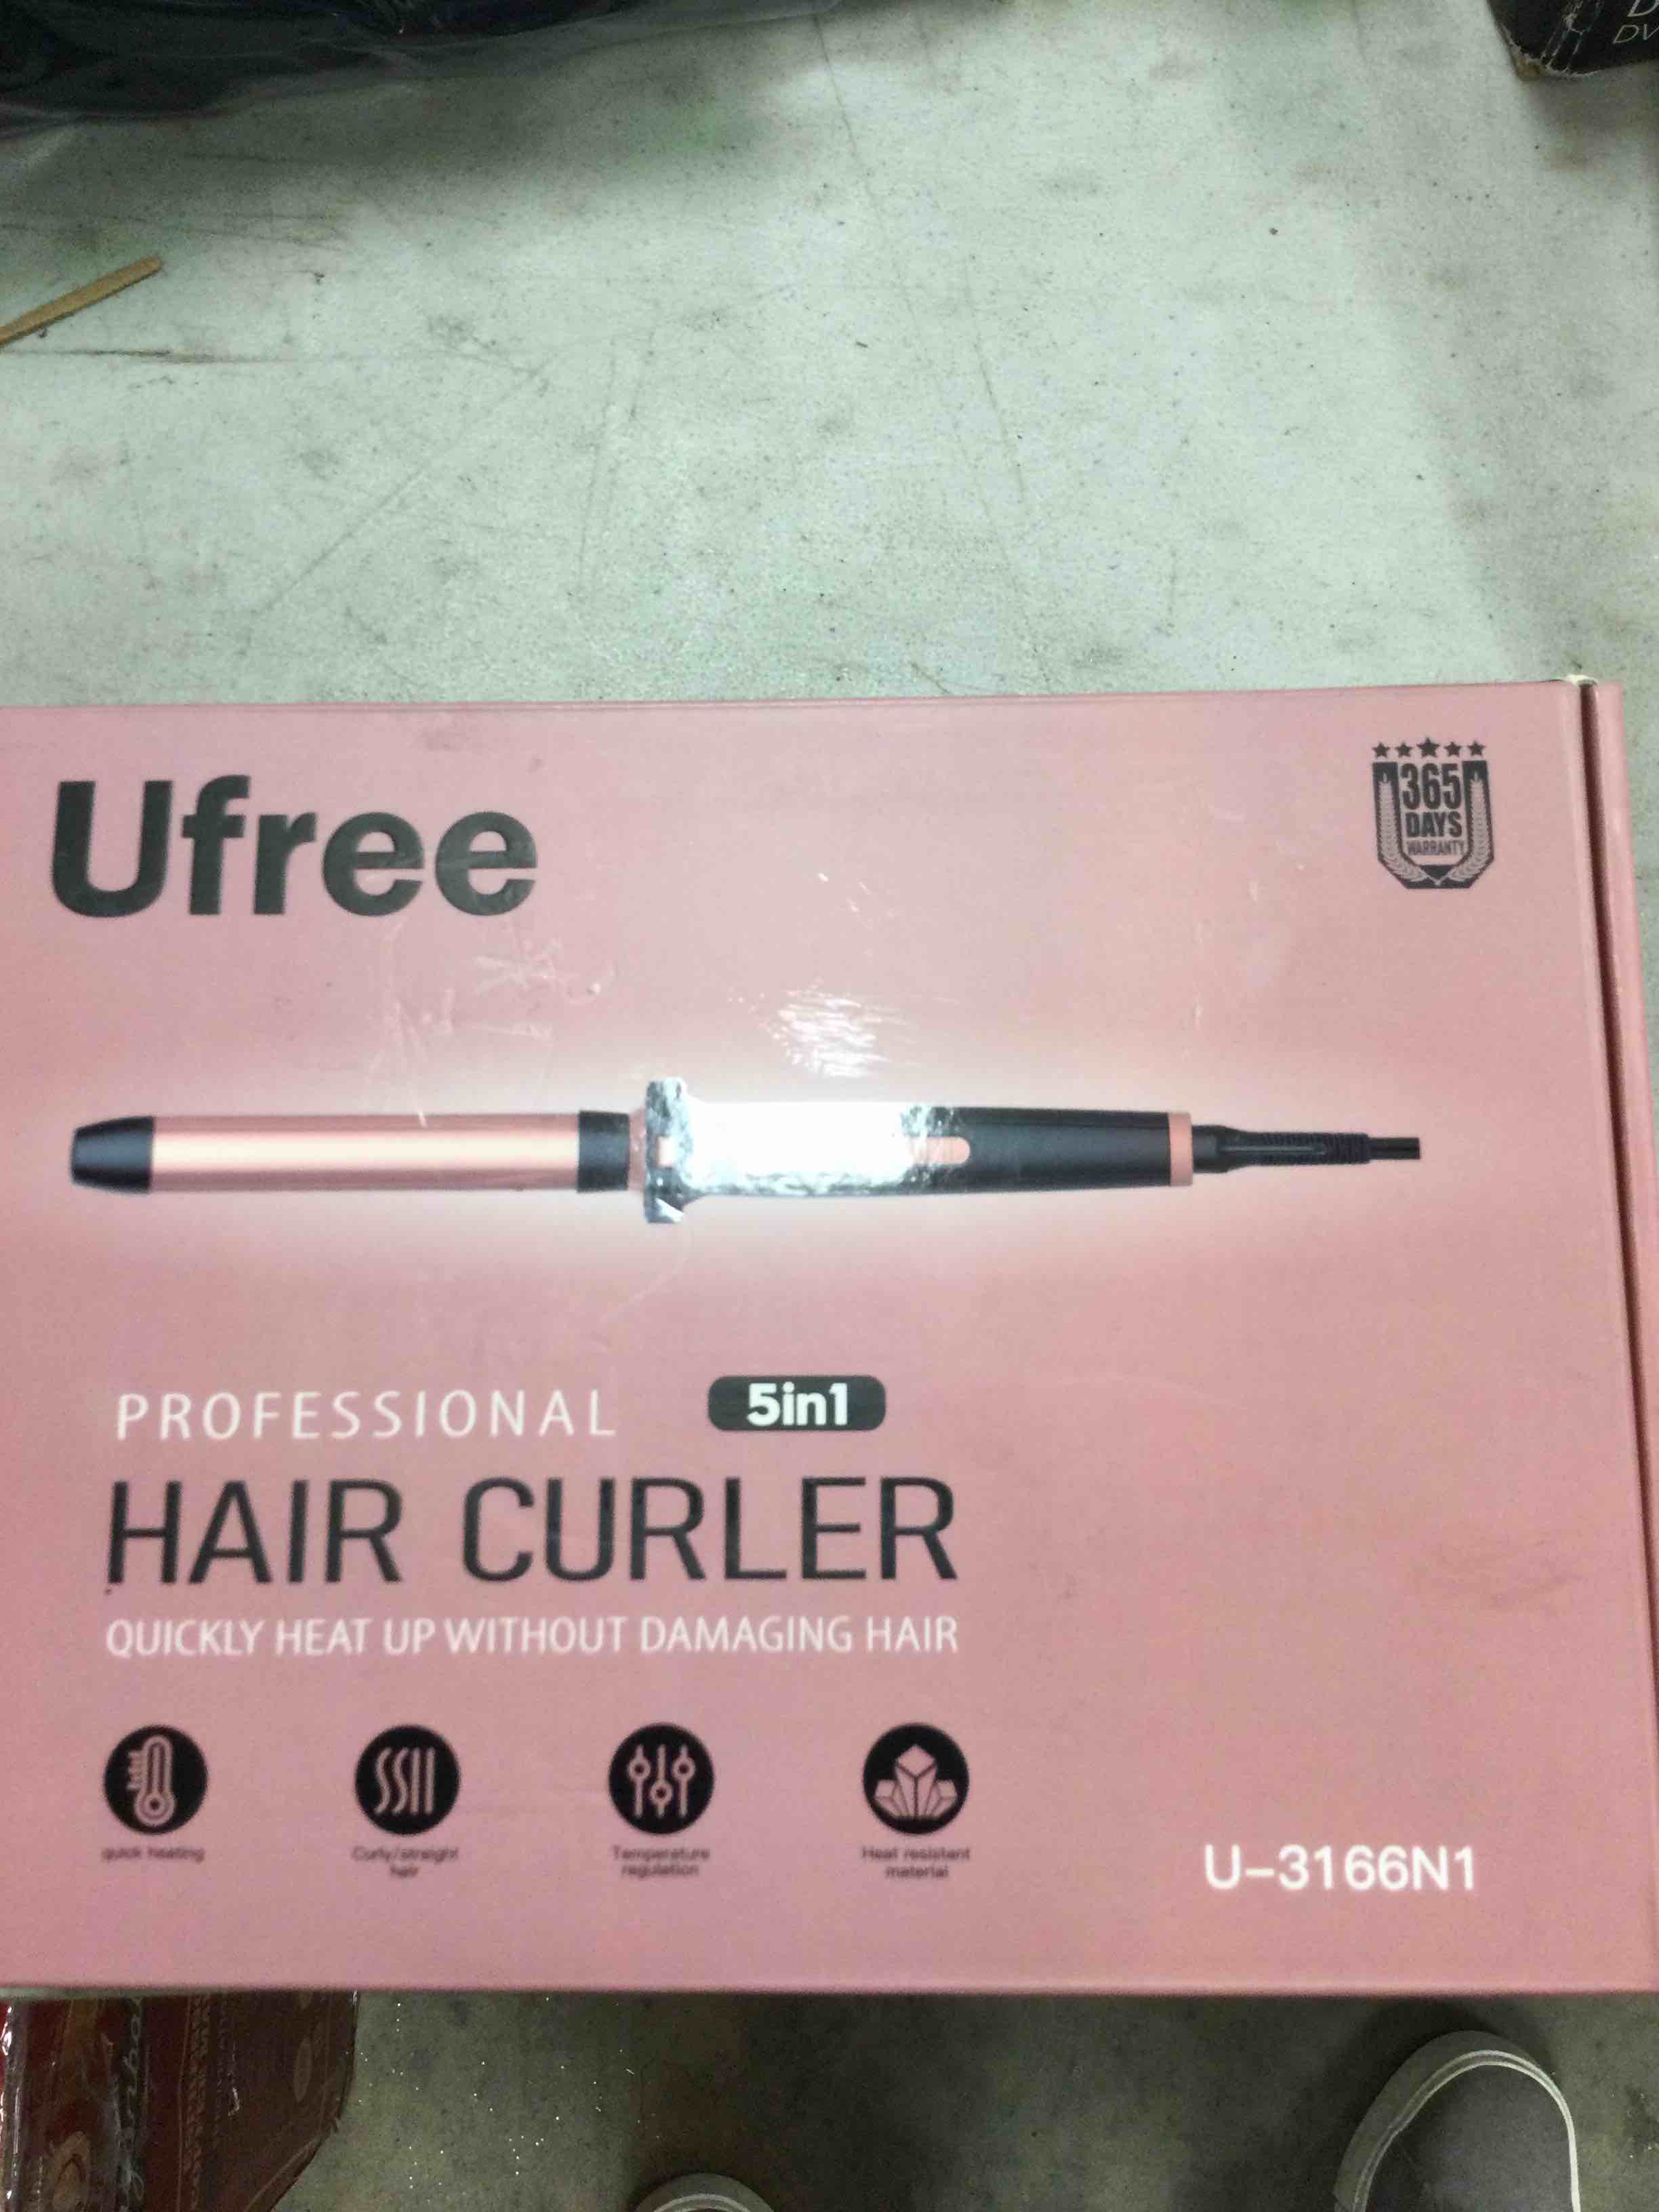 Ufree
365
DAYS
WARRANTY
PROFESSIONAL 5in1
HAIR CURLER
QUICKLY HEAT UP WITHOUT DAMAGING HAIR
quick heating
Curly/straight
hair
Temperature
regulation
Heat resistant
material
U-3166N1